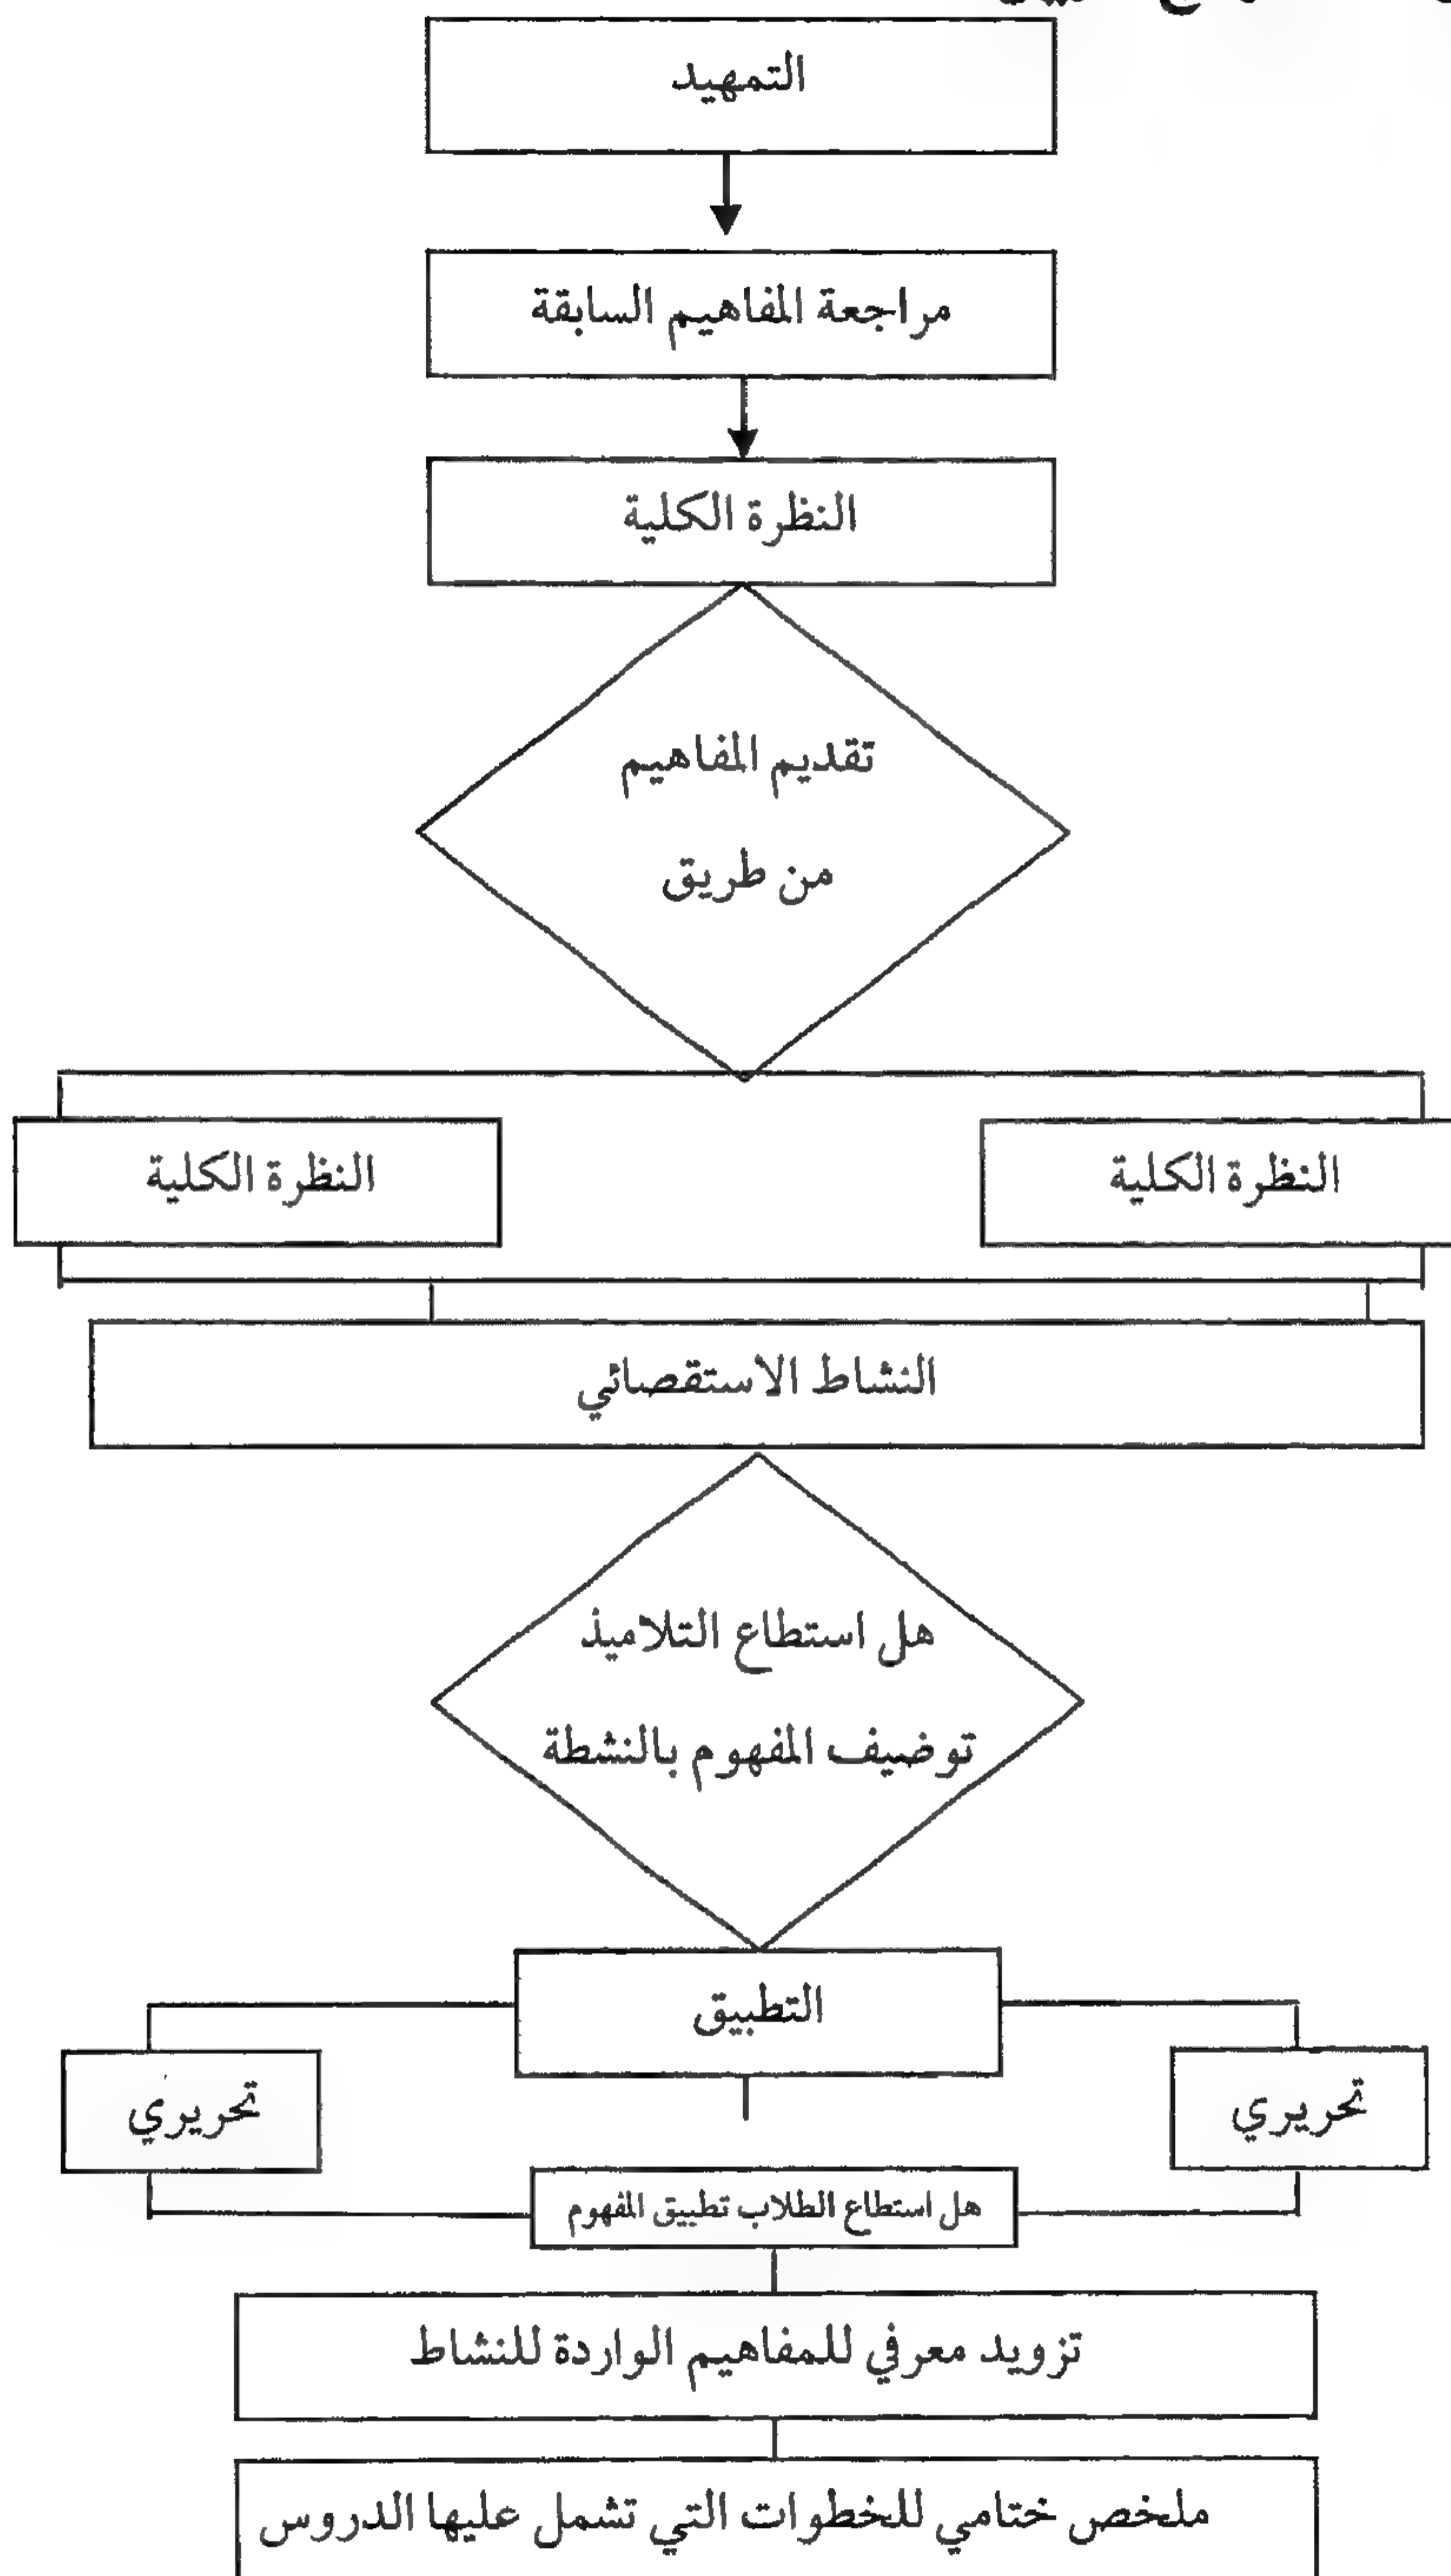 التمهيد
مراجعة المفاهيم السابقة
النظرة الكلية
تقديم المفاهيم
من طريق
النظرة الكلية
النظرة الكلية
النشاط الاستقصائي
هل استطاع التلاميذ
توضيف المفهوم بالنشطة
التطبيق
تحريري
تحريري
هل استطاع الطلاب تطبيق المفهوم
تزويد معرفي للمفاهيم الواردة للنشاط
ملخص ختامي للخطوات التي تشمل عليها الدروس